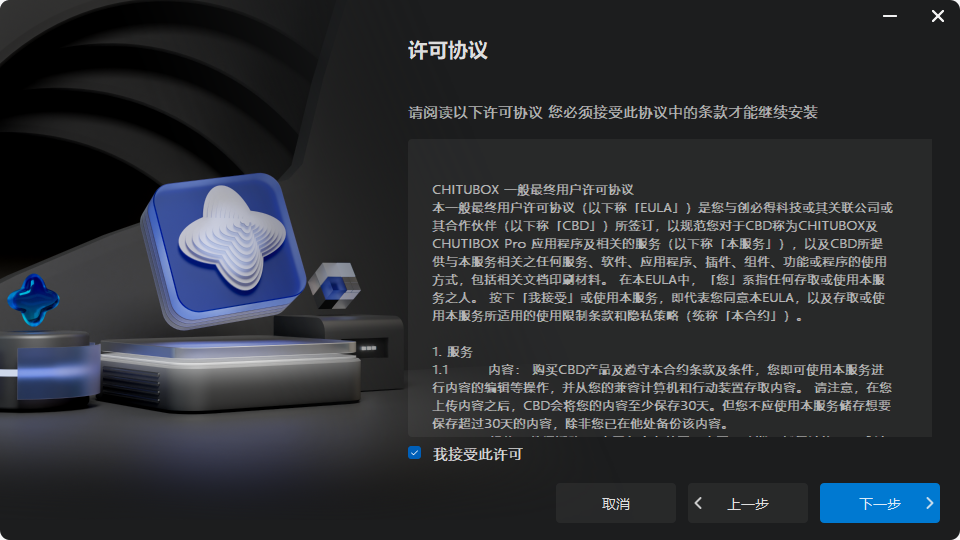 许可协议
请阅读以下许可协议 您必须接受此协议中的条款才能继续安装
CHITUBOX 一般最终用户许可协议
本一般最终用户许可协议（以下称「EULA」）是您与创必得科技或其关联公司或
其合作伙伴（以下称「CBD」）所签订，以规范您对于CBD称为CHITUBOX及
CHUTIBOX Pro 应用程序及相关的服务（以下称「本服务」），以及CBD所提
供与本服务相关之任何服务、软件、应用程序、插件、组件、功能或程序的使用
方式，包括相关文档印刷材料。 在本EULA中，「您」系指任何存取或使用本服
务之人。 按下「我接受」或使用本服务，即代表您同意本EULA，以及存取或使
用本服务所适用的使用限制条款和隐私策略（统称「本合约」）。
1. 服务
1.1 内容： 购买CBD产品及遵守本合约条款及条件，您即可使用本服务进
行内容的编辑等操作，并从您的兼容计算机和行动装置存取内容。 请注意，在您
上传内容之后，CBD会将您的内容至少保存30天。但您不应使用本服务储存想要
保存超过30天的内容，除非您已在他处备份该内容。
我接受此许可
取消
上一步
下一步